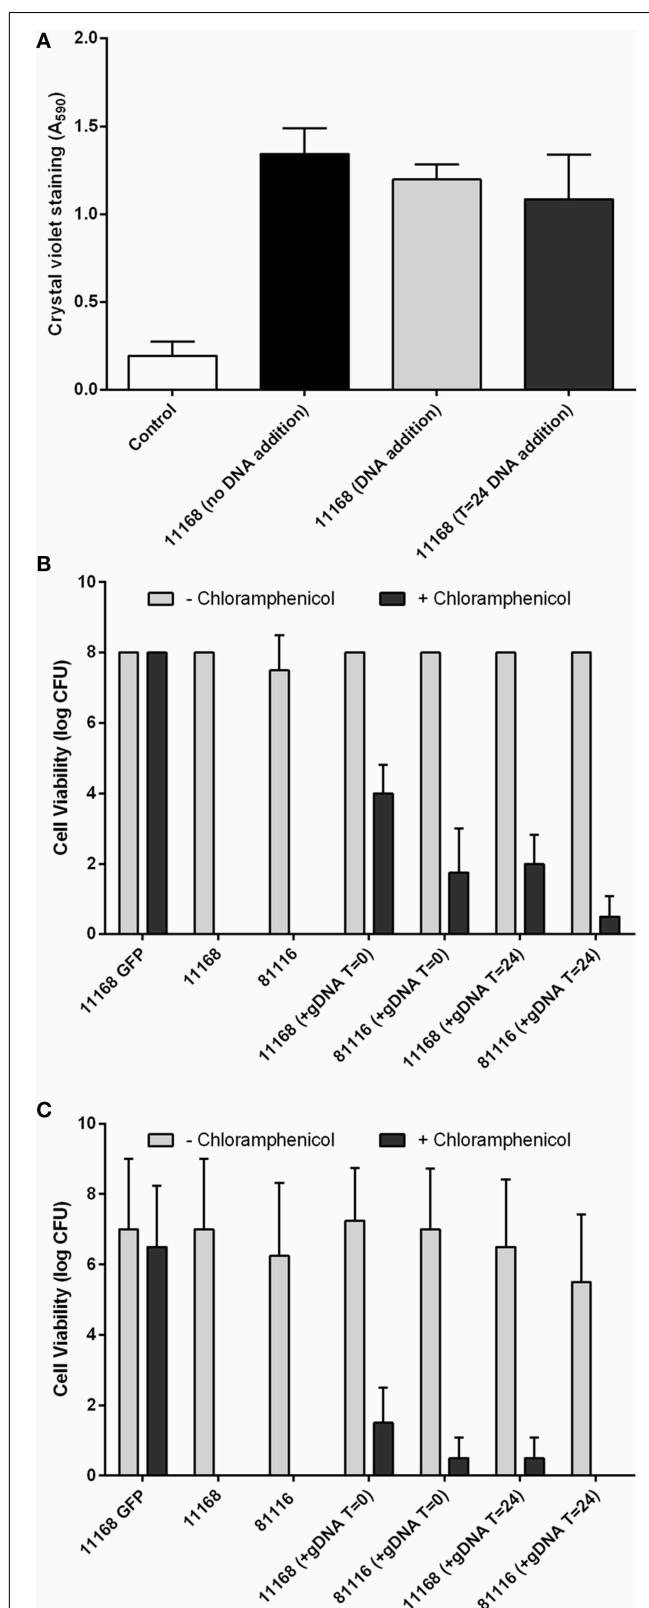 A
Crystal violet staining (A590)
2.0
1.5
1.0
0.5
0.0
Control
11168 (no DNA addition)
11168 (DNA addition)
11168 (T=24 DNA addition)
B
Cell Viability (log CFU)
- Chloramphenicol
+ Chloramphenicol
10
8
6
4
2
0
11168 GFP
11168
81116
11168 (+gDNA T=0)
81116 (+gDNA T=0)
11168 (+gDNA T=24)
81116 (+gDNA T=24)
C
Cell Viability (log CFU)
- Chloramphenicol
+ Chloramphenicol
10
8
6
4
2
0
11168 GFP
11168
81116
11168 (+gDNA T=0)
81116 (+gDNA T=0)
11168 (+gDNA T=24)
81116 (+gDNA T=24)